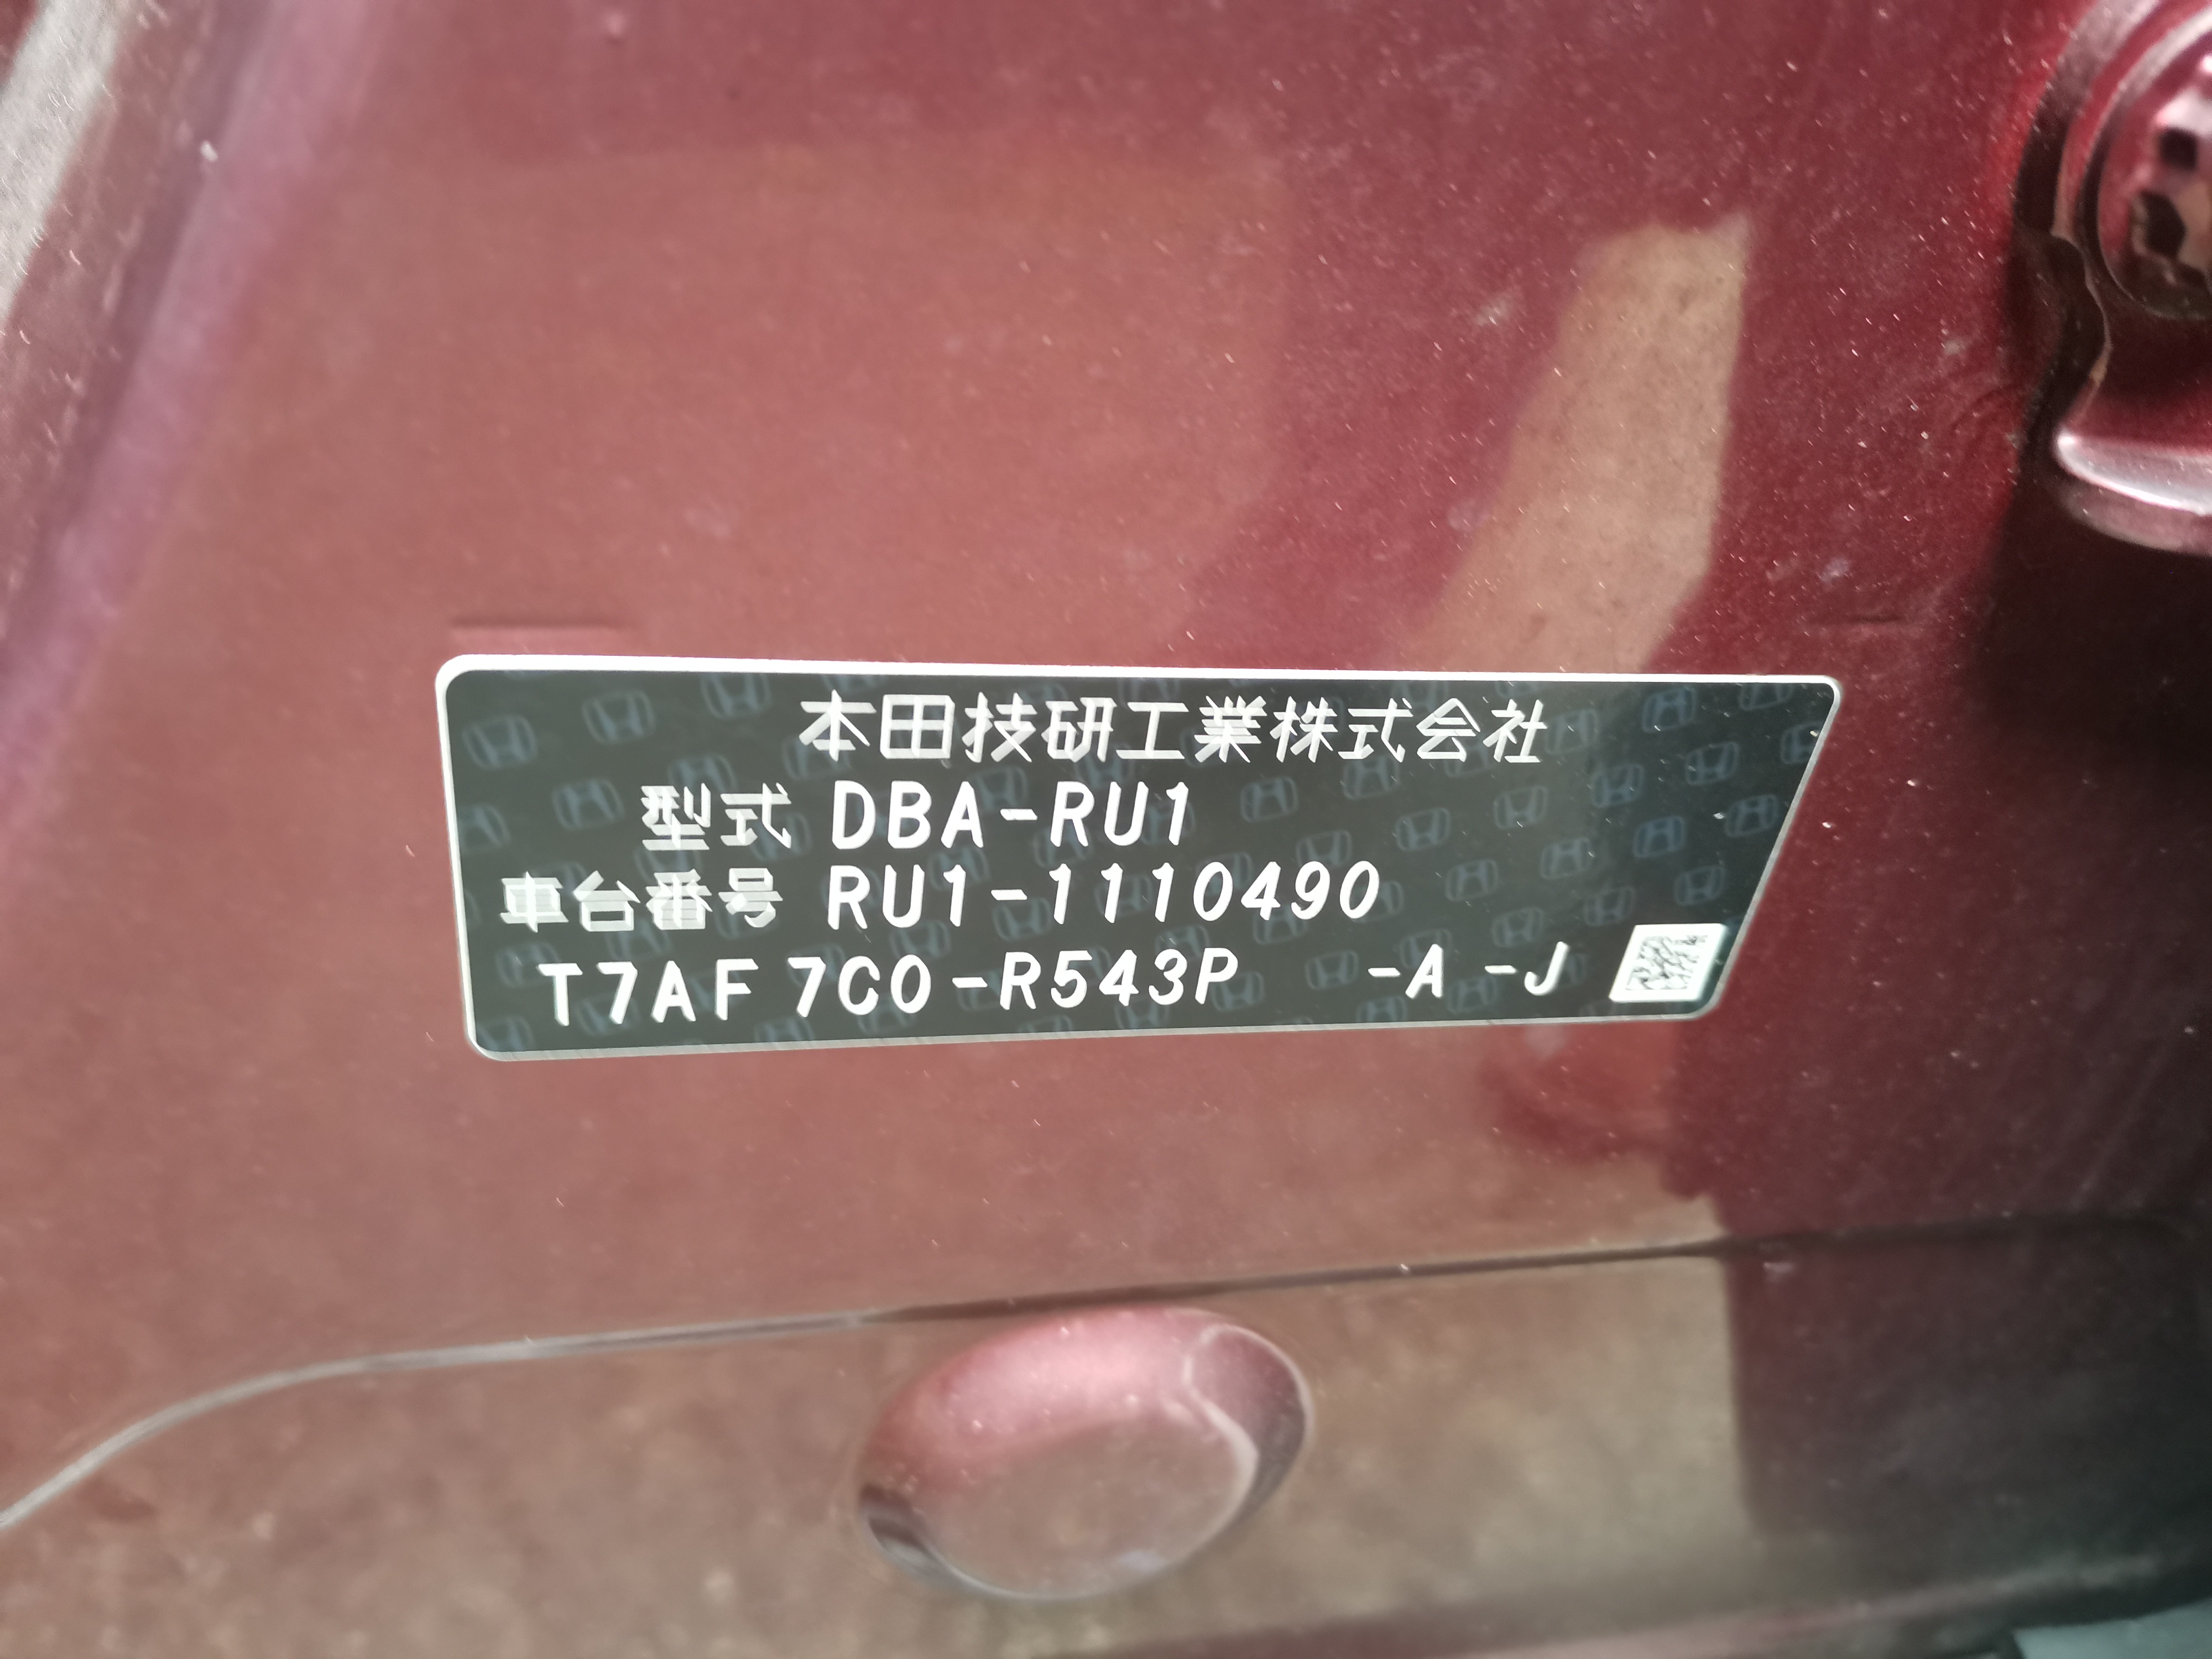 本田技研工業株式会社
型式 DBA-RU1
車台番号 RU1-1110490
T7AF 7C0-R543P -A -J